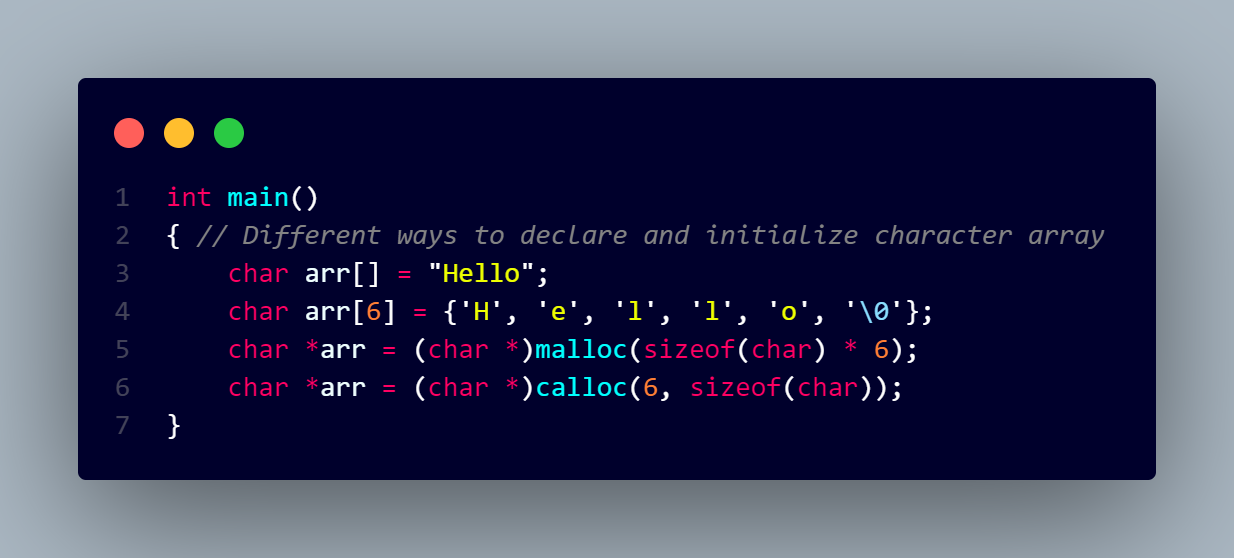 1 int main()
2 { // Different ways to declare and initialize character array
3     char arr[] = "Hello";
4     char arr[6] = {'H', 'e', 'l', 'l', 'o', '\0'};
5     char *arr = (char *)malloc(sizeof(char) * 6);
6     char *arr = (char *)calloc(6, sizeof(char));
7 }